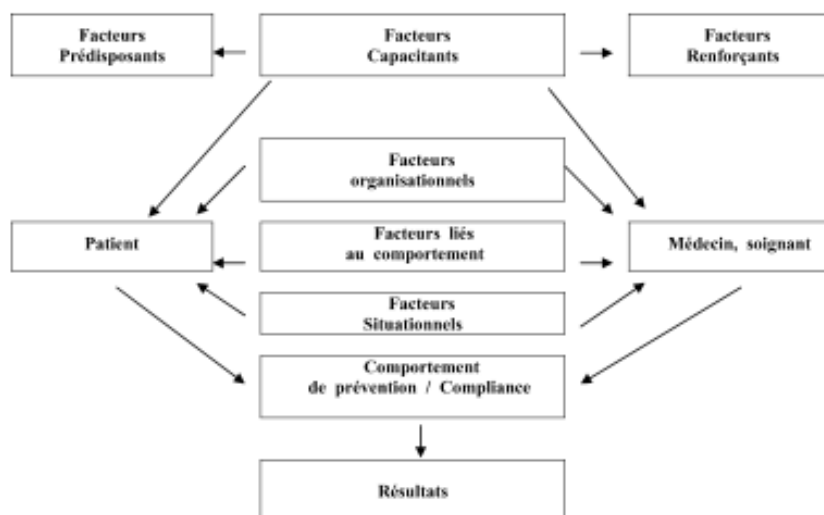 Facteurs
Prédisposants
Facteurs
Capacitants
Facteurs
Renforçants
Facteurs
organisationnels
Patient
Facteurs liés
au comportement
Médecin, soignant
Facteurs
Situationnels
Comportement
de prévention / Compliance
Résultats